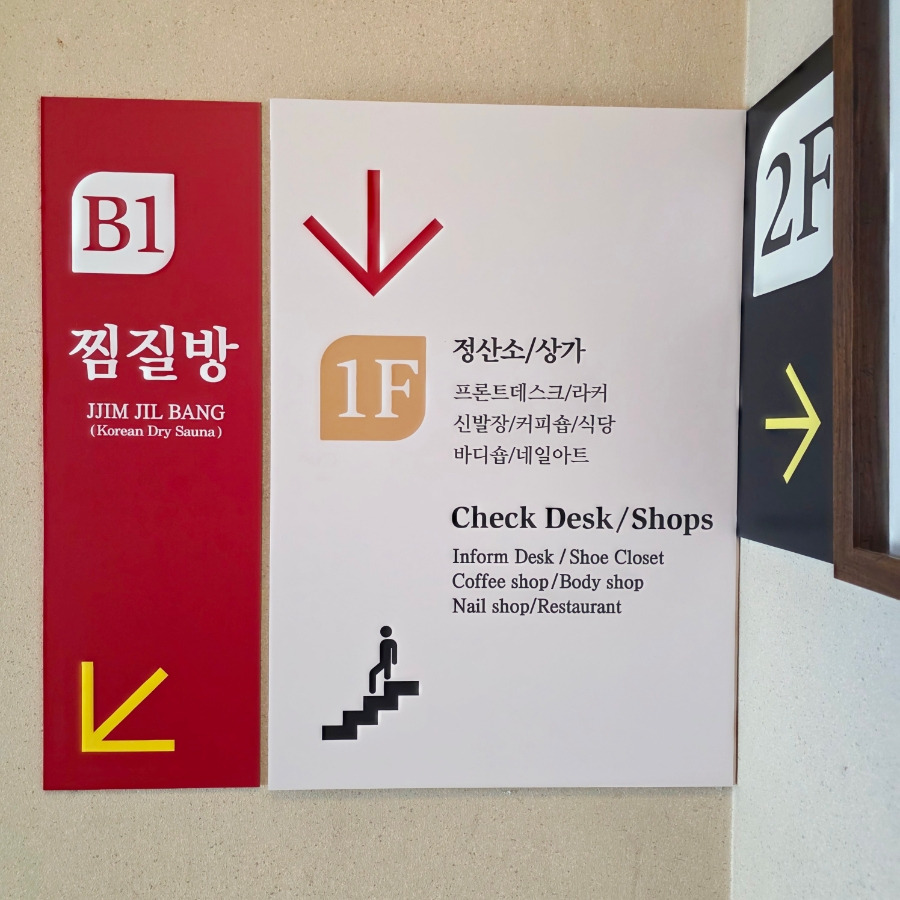 B1
찜질방
JJIM JIL BANG
(Korean Dry Sauna)
1F
정산소/상가
프론트데스크/라커
신발장/커피숍/식당
바디숍/네일아트
Check Desk/Shops
Inform Desk / Shoe Closet
Coffee shop/Body shop
Nail shop/Restaurant
2F